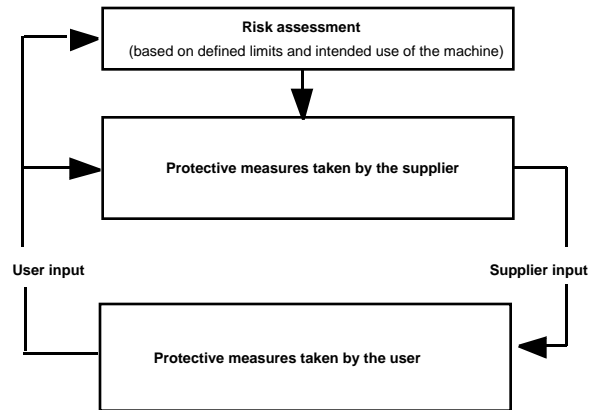 Risk assessment
(based on defined limits and intended use of the machine)
Protective measures taken by the supplier
User input
Supplier input
Protective measures taken by the user